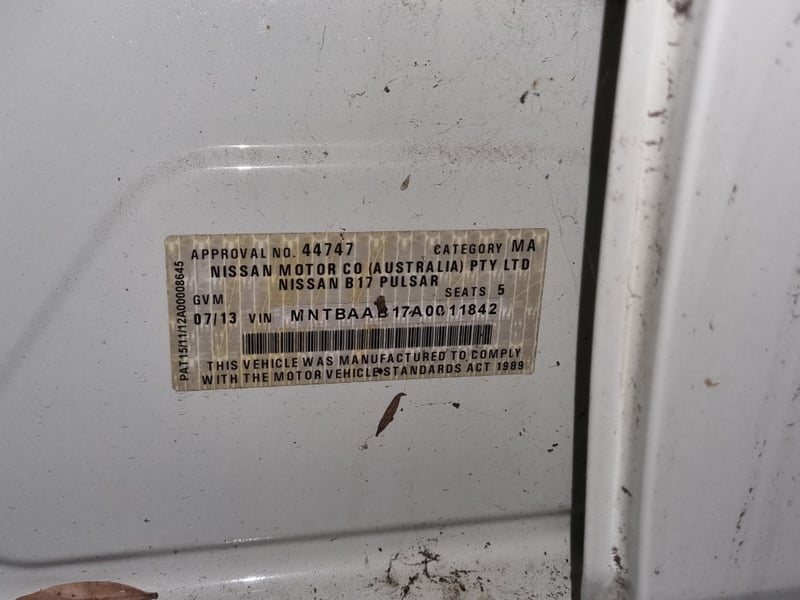 APPROVAL NO. 44747 CATEGORY MA
NISSAN MOTOR CO (AUSTRALIA) PTY LTD
NISSAN B17 PULSAR
GVM SEATS 5
07/13 VIN MNTBAAB17A0011842
THIS VEHICLE WAS MANUFACTURED TO COMPLY
WITH THE MOTOR VEHICLE STANDARDS ACT 1989
PAT15/11/12A00008645